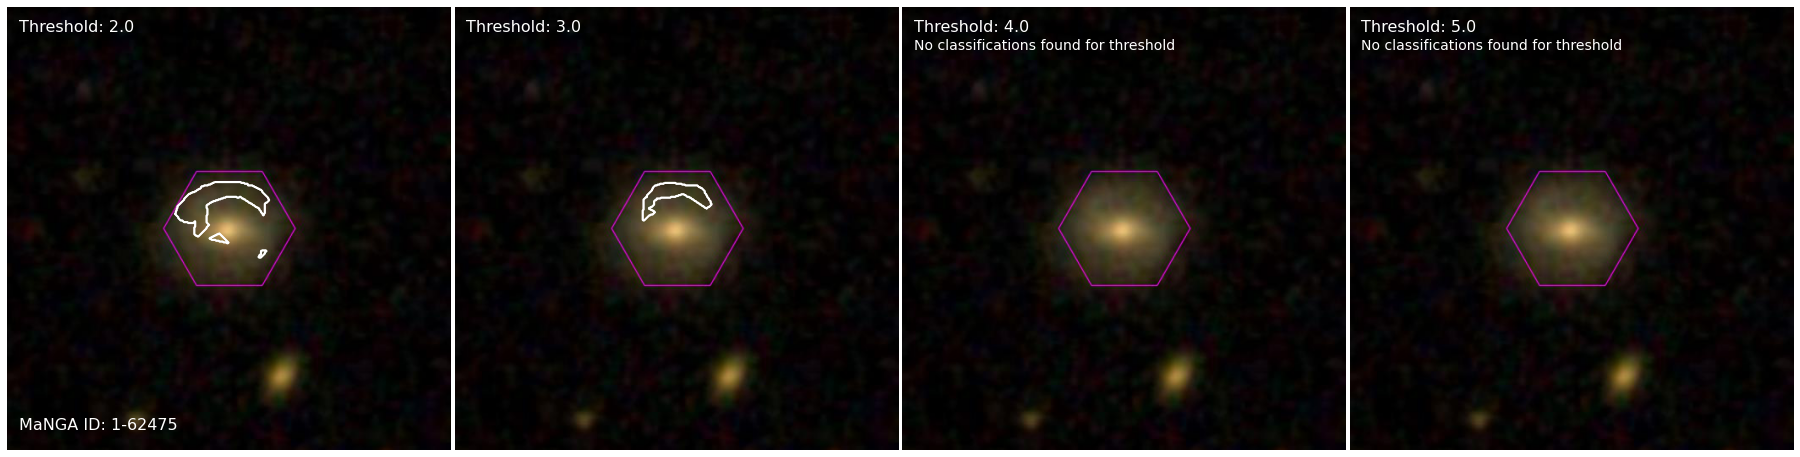 Threshold: 2.0
MaNGA ID: 1-62475
Threshold: 3.0
Threshold: 4.0
No classifications found for threshold
Threshold: 5.0
No classifications found for threshold